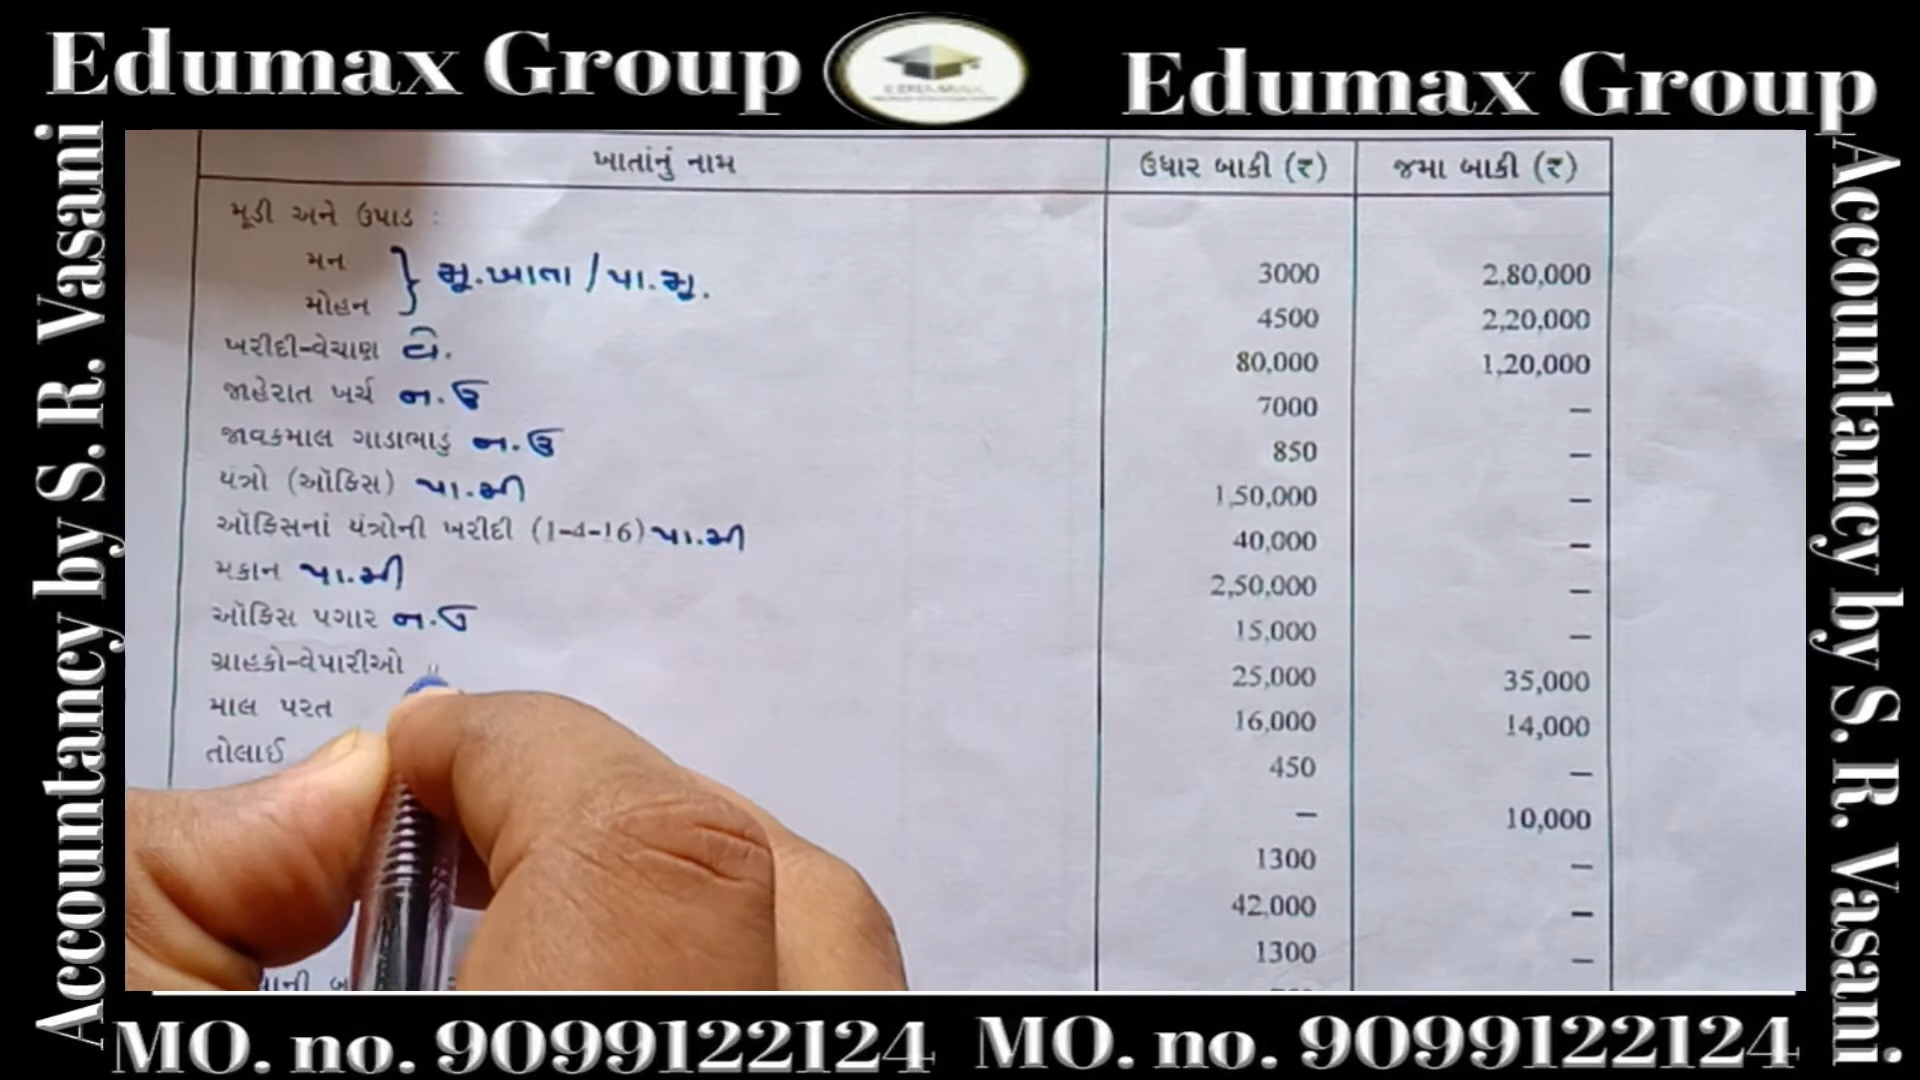 Edumax Group Edumax Group
Accountancy by S. R. Vasani
Accountancy by S. R. Vasani
ખાતાંનું નામ ઉધાર બાકી (₹) જમા બાકી (₹)
મૂડી અને ઉપાડ :
મન } મૂ.ખાતા / પા.મૂ. 3000 2,80,000
મોહન 4500 2,20,000
ખરીદી-વેચાણ વે. 80,000 1,20,000
જાહેરાત ખર્ચ ન.ઉ 7000 –
જાવકમાલ ગાડાભાડું ન.ઉ 850 –
યંત્રો (ઑફિસ) પા.મી 1,50,000 –
ઑફિસનાં યંત્રોની ખરીદી (1-4-16) પા.મી 40,000 –
મકાન પા.મી 2,50,000 –
ઑફિસ પગાર ન.ઉ 15,000 –
ગ્રાહકો-વેપારીઓ 25,000 35,000
માલ પરત 16,000 14,000
તોલાઈ 450 –
– 10,000
1300 –
42,000 –
1300 –
MO. no. 9099122124 MO. no. 9099122124